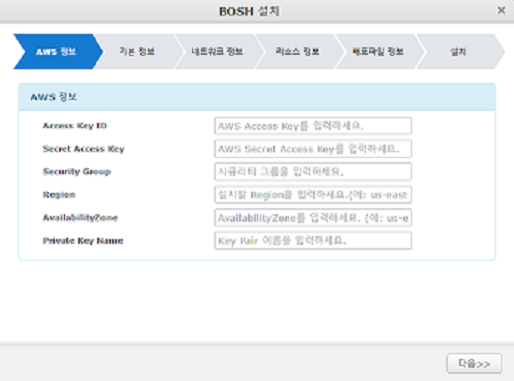 BOSH 설치
×
AWS 정보
기본 정보
네트워크 정보
리소스 정보
배포파일 정보
설치
AWS 정보
Access Key ID
AWS Access Key를 입력하세요.
Secret Access Key
AWS Secret Access Key를 입력하세요.
Security Group
시큐리티 그룹을 입력하세요.
Region
설치할 Region을 입력하세요.(예: us-east
AvailabilityZone
AvailabilityZone을 입력하세요. (예: us-e
Private Key Name
Key Pair 이름을 입력하세요.
다음>>